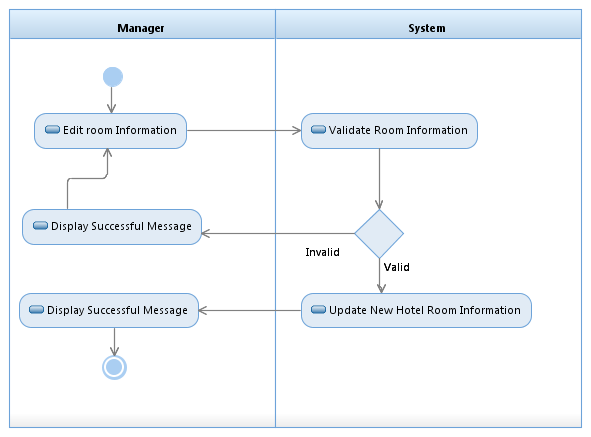 Manager
System
Edit room Information
Validate Room Information
Display Successful Message
Invalid
Valid
Display Successful Message
Update New Hotel Room Information